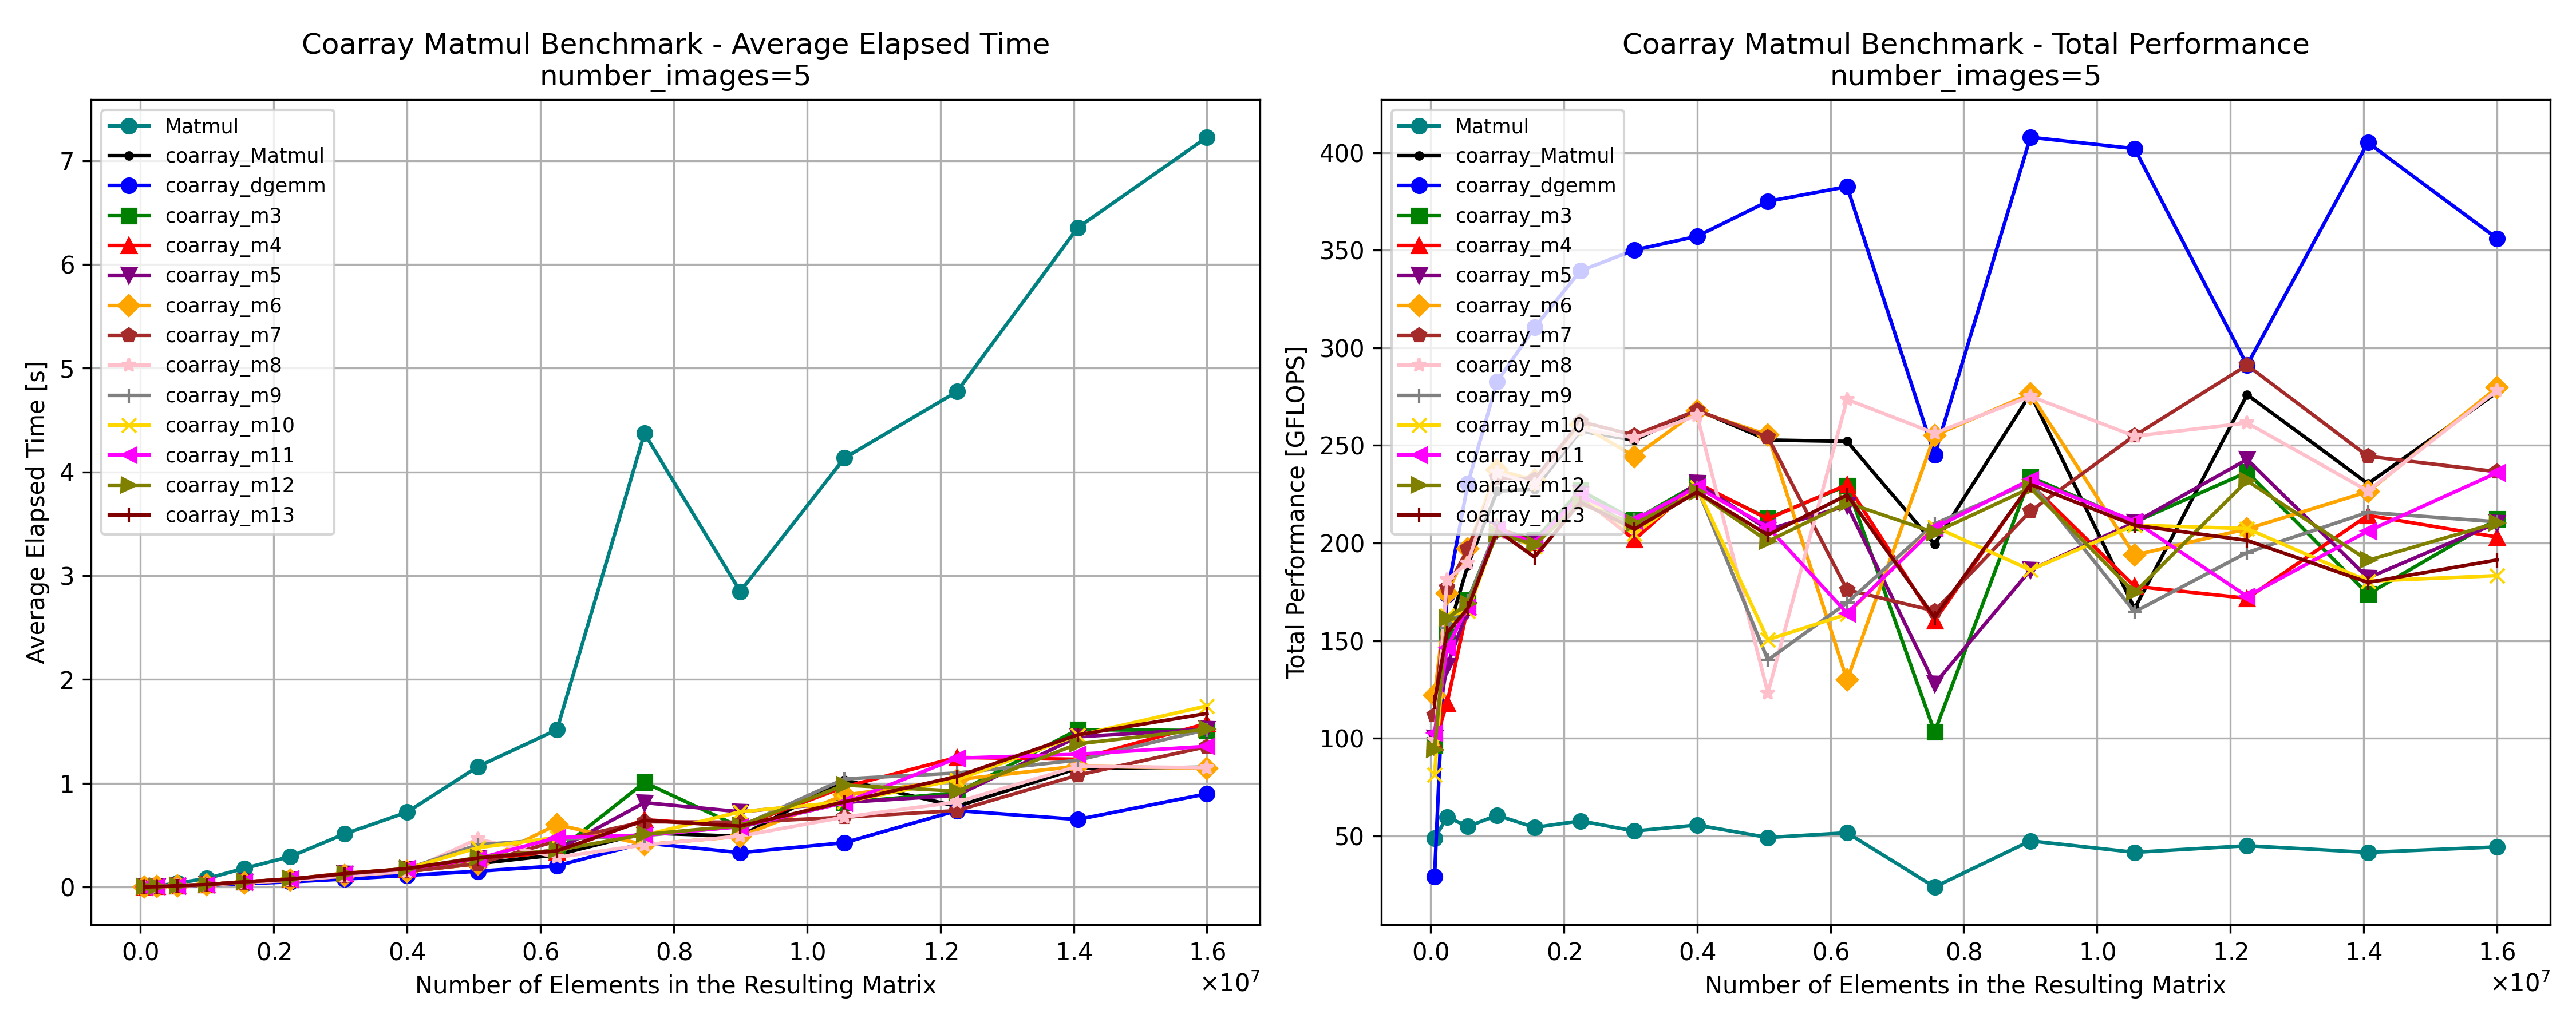 Coarray Matmul Benchmark - Average Elapsed Time
number_images=5
Matmul
coarray_Matmul
coarray_dgemm
coarray_m3
coarray_m4
coarray_m5
coarray_m6
coarray_m7
coarray_m8
coarray_m9
coarray_m10
coarray_m11
coarray_m12
coarray_m13
Average Elapsed Time [s]
7
6
5
4
3
2
1
0
0.0 0.2 0.4 0.6 0.8 1.0 1.2 1.4 1.6
×10⁷
Number of Elements in the Resulting Matrix
Coarray Matmul Benchmark - Total Performance
number_images=5
Matmul
coarray_Matmul
coarray_dgemm
coarray_m3
coarray_m4
coarray_m5
coarray_m6
coarray_m7
coarray_m8
coarray_m9
coarray_m10
coarray_m11
coarray_m12
coarray_m13
Total Performance [GFLOPS]
400
350
300
250
200
150
100
50
0.0 0.2 0.4 0.6 0.8 1.0 1.2 1.4 1.6
×10⁷
Number of Elements in the Resulting Matrix